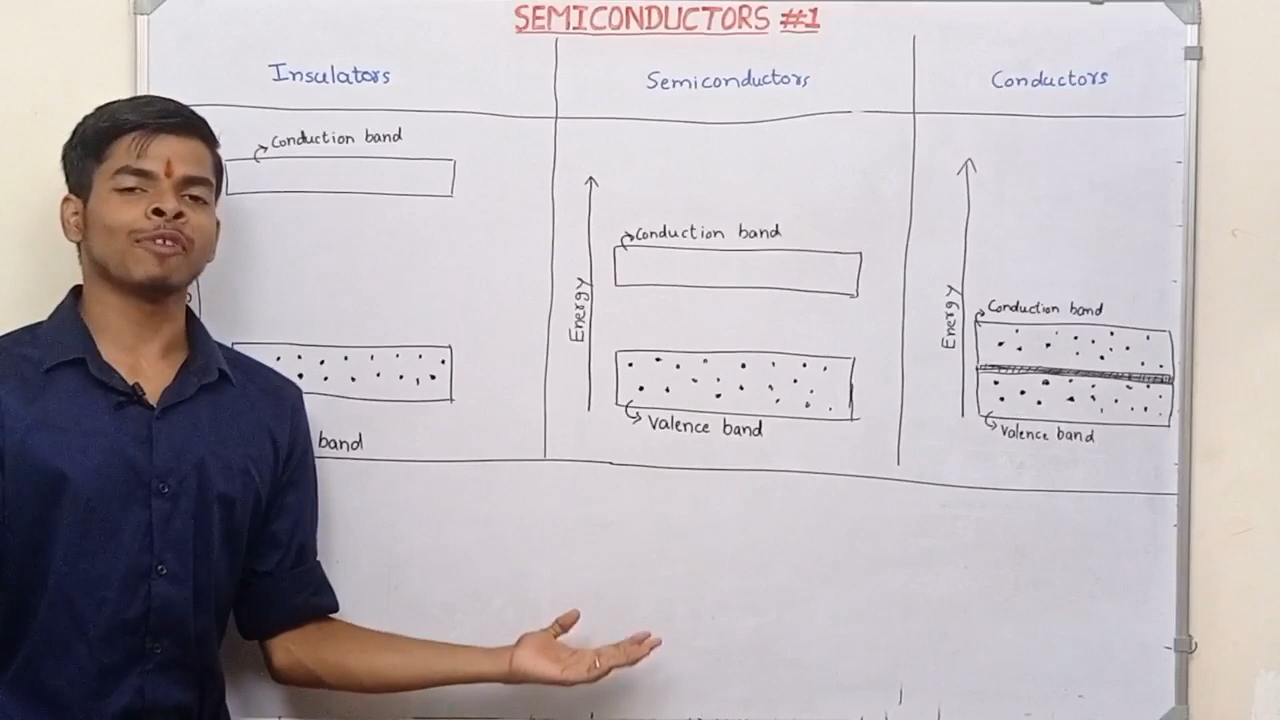 SEMICONDUCTORS #1
Insulators
Semiconductors
Conductors
Conduction band
band
Energy
Conduction band
Valence band
Energy
Conduction band
Valence band